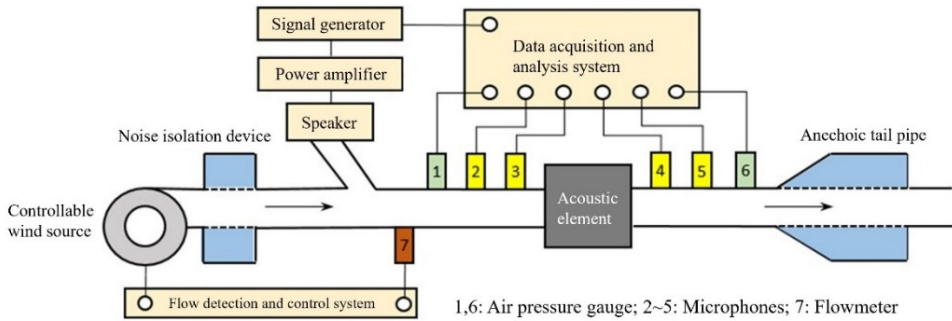 Signal generator
Data acquisition and
analysis system
Power amplifier
Speaker
Noise isolation device
Anechoic tail pipe
1
2
3
4
5
6
Controllable
wind source
Acoustic
element
7
Flow detection and control system
1,6: Air pressure gauge; 2~5: Microphones; 7: Flowmeter